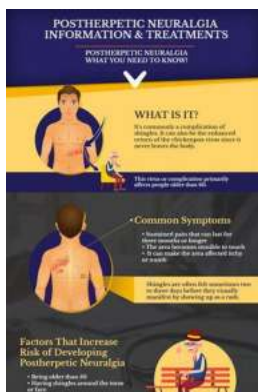 POSTHERPETIC NEURALGIA
INFORMATION & TREATMENTS
POSTHERPETIC NEURALGIA
WHAT YOU NEED TO KNOW!
WHAT IS IT?
It's commonly a complication of
shingles. It can also be the enhanced
return of the chickenpox virus since it
never leaves the body.
This virus or complication primarily
affects people older than 60.
Common Symptoms
• Sustained pain that can last for
three months or longer
• The area becomes sensible to touch
• It can make the area affected itchy
or numb
Shingles are often felt sometimes two
to three days before they visually
manifest by showing up as a rash.
Factors That Increase
Risk of Developing
Postherpetic Neuralgia
• Being older than 60
• Having shingles around the torso
or face